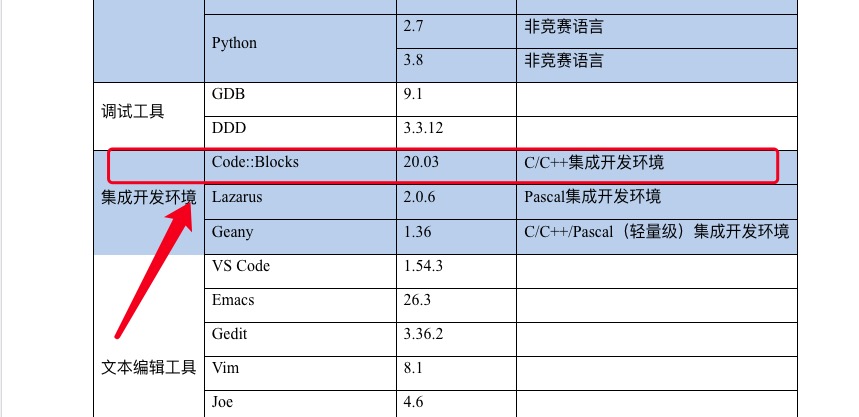 Python 2.7 非竞赛语言
3.8 非竞赛语言
调试工具 GDB 9.1
DDD 3.3.12
集成开发环境 Code::Blocks 20.03 C/C++集成开发环境
Lazarus 2.0.6 Pascal集成开发环境
Geany 1.36 C/C++/Pascal（轻量级）集成开发环境
文本编辑工具 VS Code 1.54.3
Emacs 26.3
Gedit 3.36.2
Vim 8.1
Joe 4.6